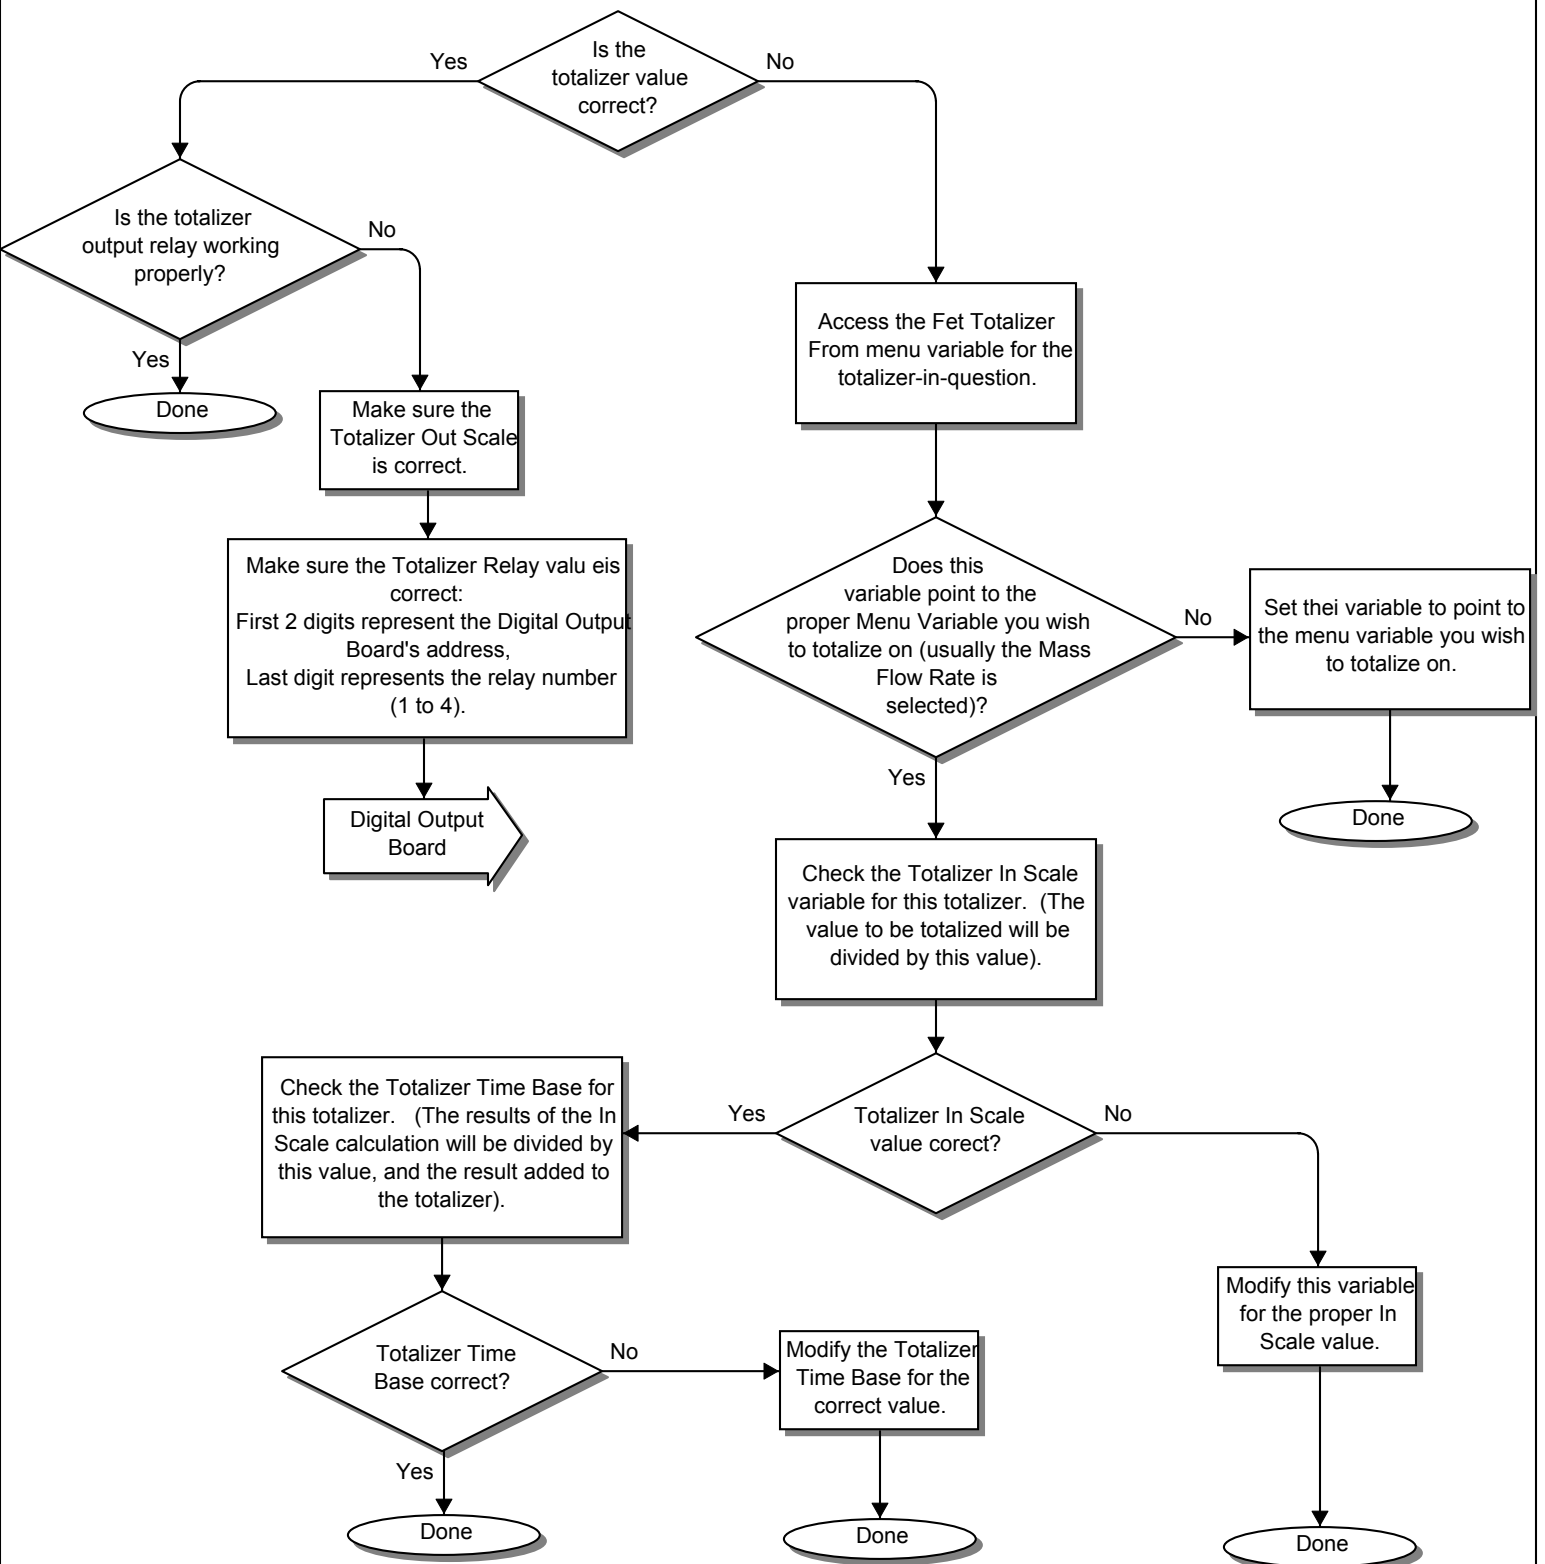 Is the
totalizer value
correct?
Yes
No
Is the totalizer
output relay working
properly?
No
Yes
Done
Make sure the
Totalizer Out Scale
is correct.
Make sure the Totalizer Relay valu eis
correct:
First 2 digits represent the Digital Output
Board's address,
Last digit represents the relay number
(1 to 4).
Digital Output
Board
Access the Fet Totalizer
From menu variable for the
totalizer-in-question.
Does this
variable point to the
proper Menu Variable you wish
to totalize on (usually the Mass
Flow Rate is
selected)?
No
Set thei variable to point to
the menu variable you wish
to totalize on.
Done
Yes
Check the Totalizer In Scale
variable for this totalizer.  (The
value to be totalized will be
divided by this value).
Totalizer In Scale
value corect?
Yes
No
Check the Totalizer Time Base for
this totalizer.   (The results of the In
Scale calculation will be divided by
this value, and the result added to
the totalizer).
Modify this variable
for the proper In
Scale value.
Done
Totalizer Time
Base correct?
No
Modify the Totalizer
Time Base for the
correct value.
Done
Yes
Done